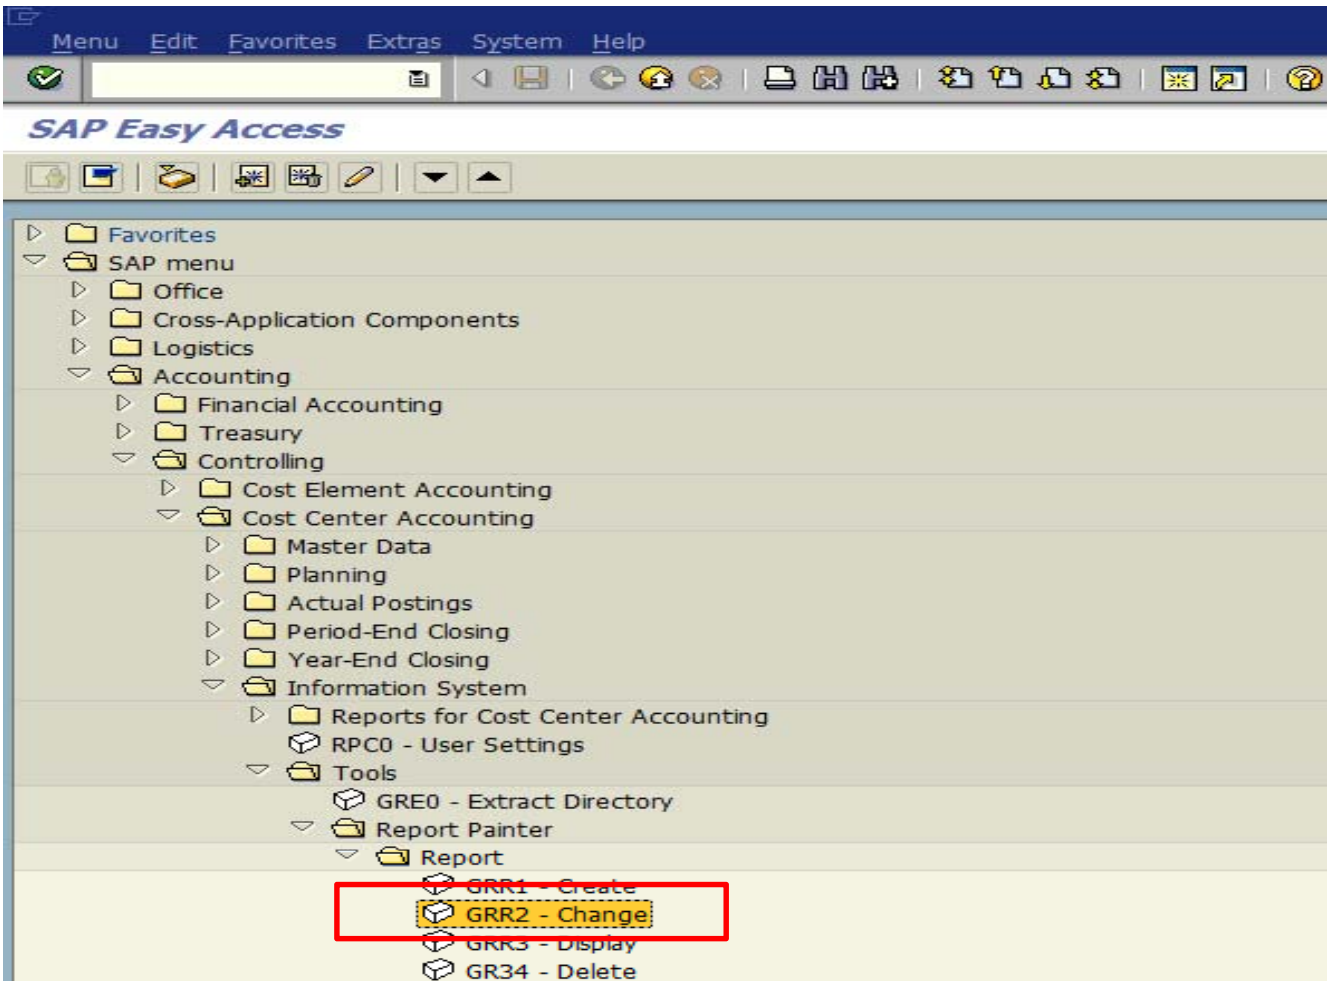 Menu Edit Favorites Extras System Help
SAP Easy Access
Favorites
SAP menu
Office
Cross-Application Components
Logistics
Accounting
Financial Accounting
Treasury
Controlling
Cost Element Accounting
Cost Center Accounting
Master Data
Planning
Actual Postings
Period-End Closing
Year-End Closing
Information System
Reports for Cost Center Accounting
RPC0 - User Settings
Tools
GRE0 - Extract Directory
Report Painter
Report
GRR1 - Create
GRR2 - Change
GRR3 - Display
GR34 - Delete